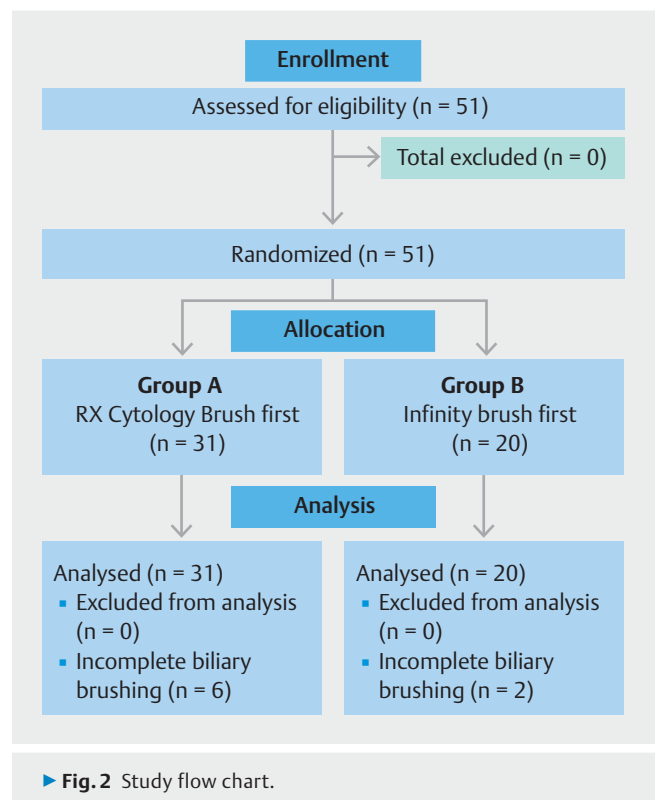 Enrollment
Assessed for eligibility (n = 51)
Total excluded (n = 0)
Randomized (n = 51)
Allocation
Group A
RX Cytology Brush first
(n = 31)
Group B
Infinity brush first
(n = 20)
Analysis
Analysed (n = 31)
▪ Excluded from analysis
(n = 0)
▪ Incomplete biliary
brushing (n = 6)
Analysed (n = 20)
▪ Excluded from analysis
(n = 0)
▪ Incomplete biliary
brushing (n = 2)
▶ Fig. 2 Study flow chart.